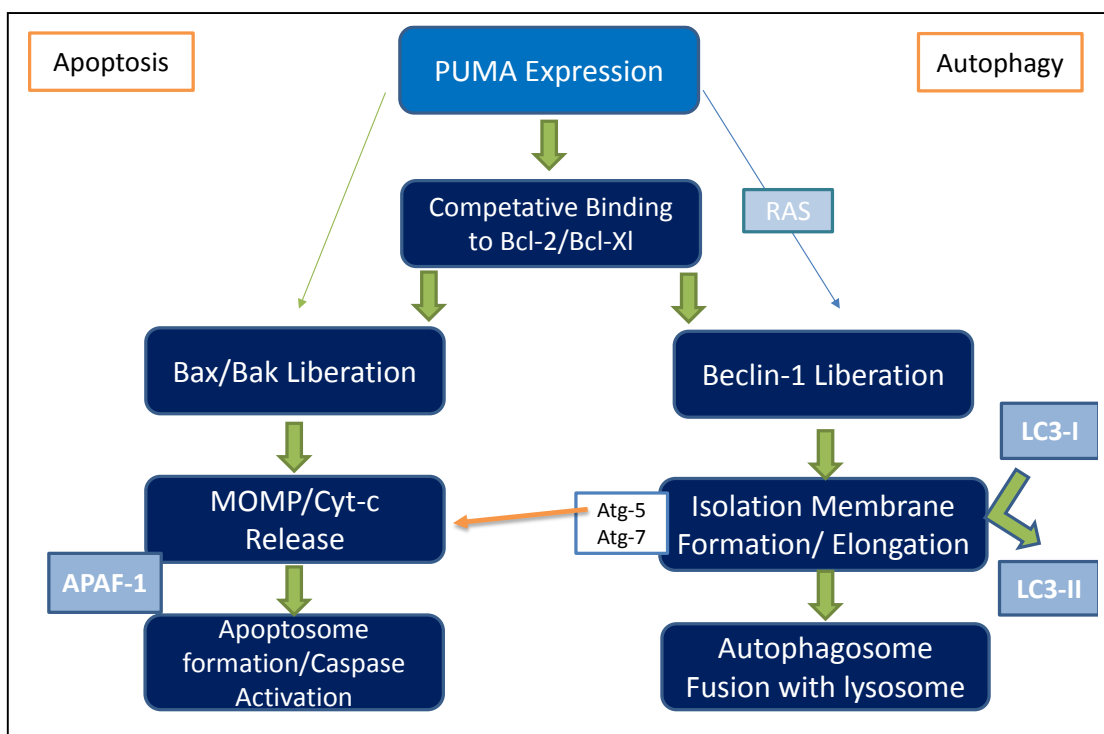 Apoptosis
PUMA Expression
Autophagy
Competative Binding
to Bcl-2/Bcl-Xl
RAS
Bax/Bak Liberation
Beclin-1 Liberation
LC3-I
MOMP/Cyt-c
Release
Atg-5
Atg-7
Isolation Membrane
Formation/ Elongation
APAF-1
LC3-II
Apoptosome
formation/Caspase
Activation
Autophagosome
Fusion with lysosome